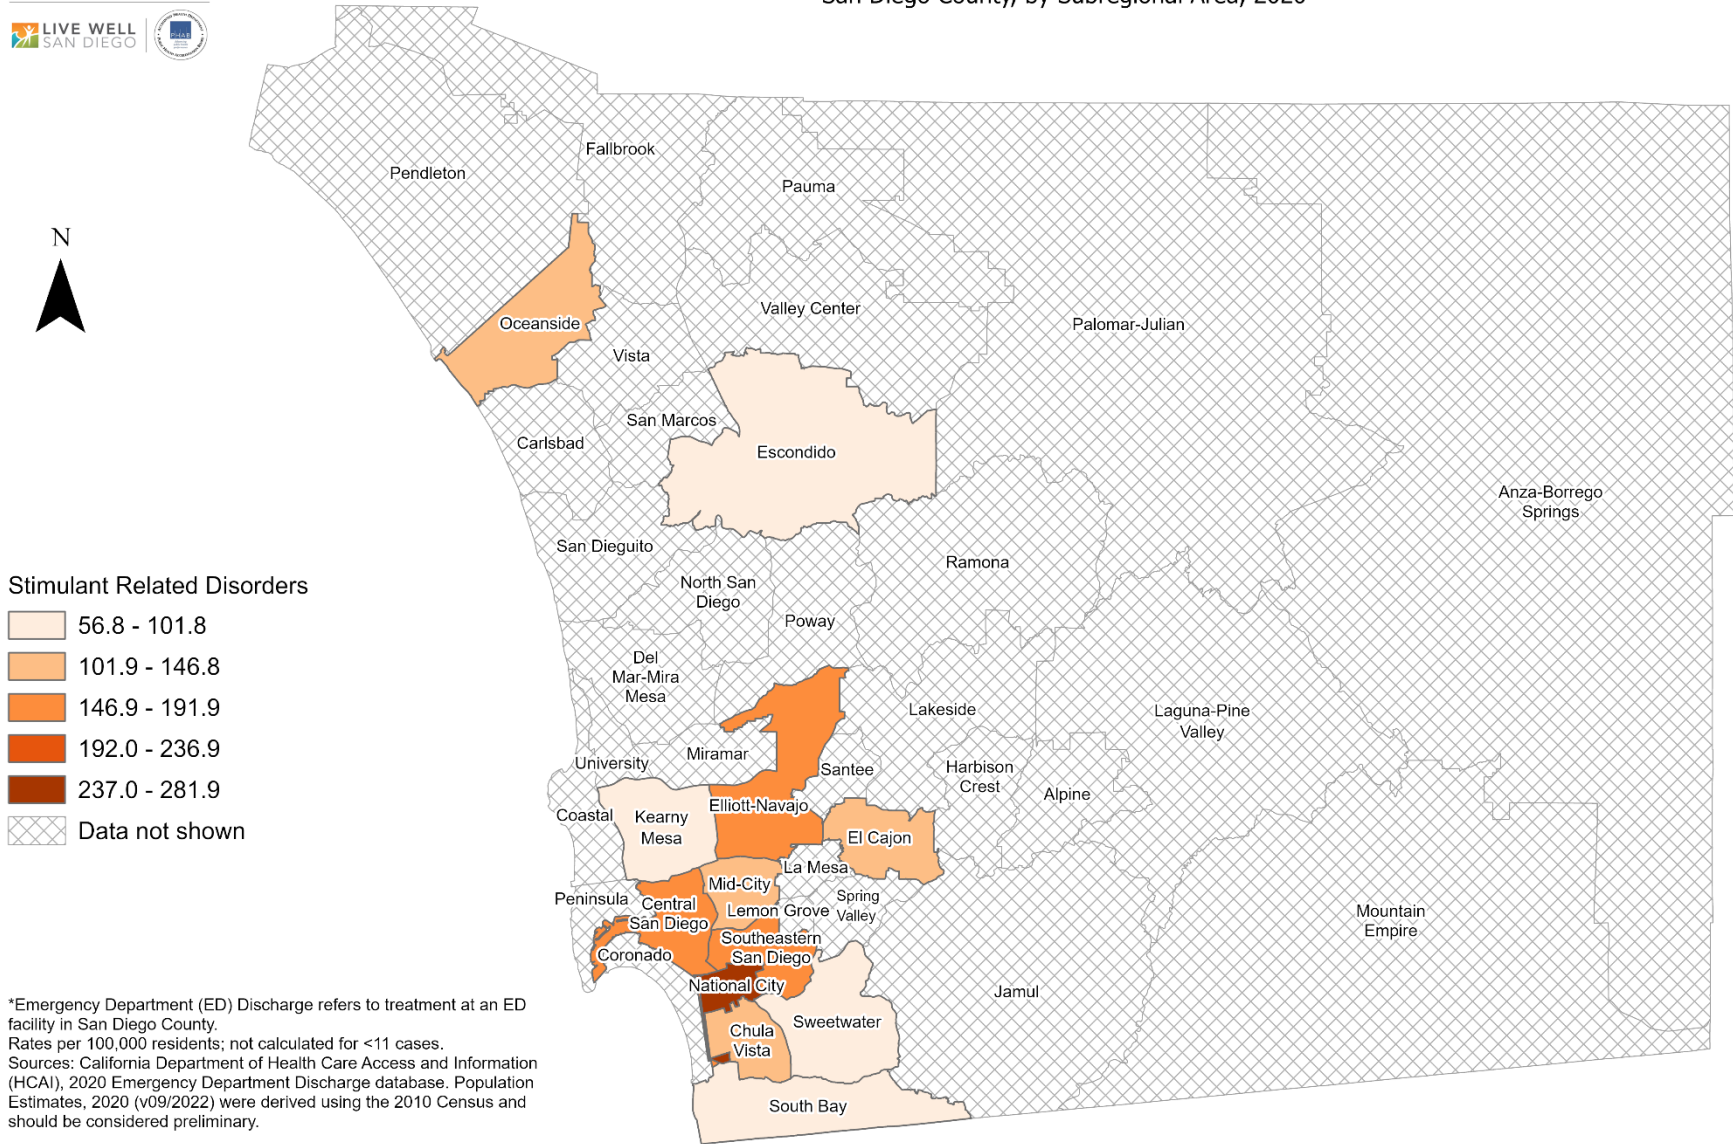 San Diego County, by Subregional Area, 2020
LIVE WELL
SAN DIEGO
PHAB
N
Fallbrook
Pendleton
Pauma
Valley Center
Oceanside
Palomar-Julian
Vista
San Marcos
Carlsbad
Escondido
Anza-Borrego
Springs
San Dieguito
Ramona
North San
Diego
Poway
Del
Mar-Mira
Mesa
Lakeside
Laguna-Pine
Valley
Miramar
University
Santee
Harbison
Crest
Alpine
Elliott-Navajo
Coastal
Kearny
Mesa
El Cajon
La Mesa
Mid-City
Peninsula
Central
San Diego
Lemon Grove
Spring
Valley
Mountain
Empire
Southeastern
San Diego
Coronado
National City
Jamul
Sweetwater
Chula
Vista
South Bay
Stimulant Related Disorders
56.8 - 101.8
101.9 - 146.8
146.9 - 191.9
192.0 - 236.9
237.0 - 281.9
Data not shown
*Emergency Department (ED) Discharge refers to treatment at an ED
facility in San Diego County.
Rates per 100,000 residents; not calculated for <11 cases.
Sources: California Department of Health Care Access and Information
(HCAI), 2020 Emergency Department Discharge database. Population
Estimates, 2020 (v09/2022) were derived using the 2010 Census and
should be considered preliminary.